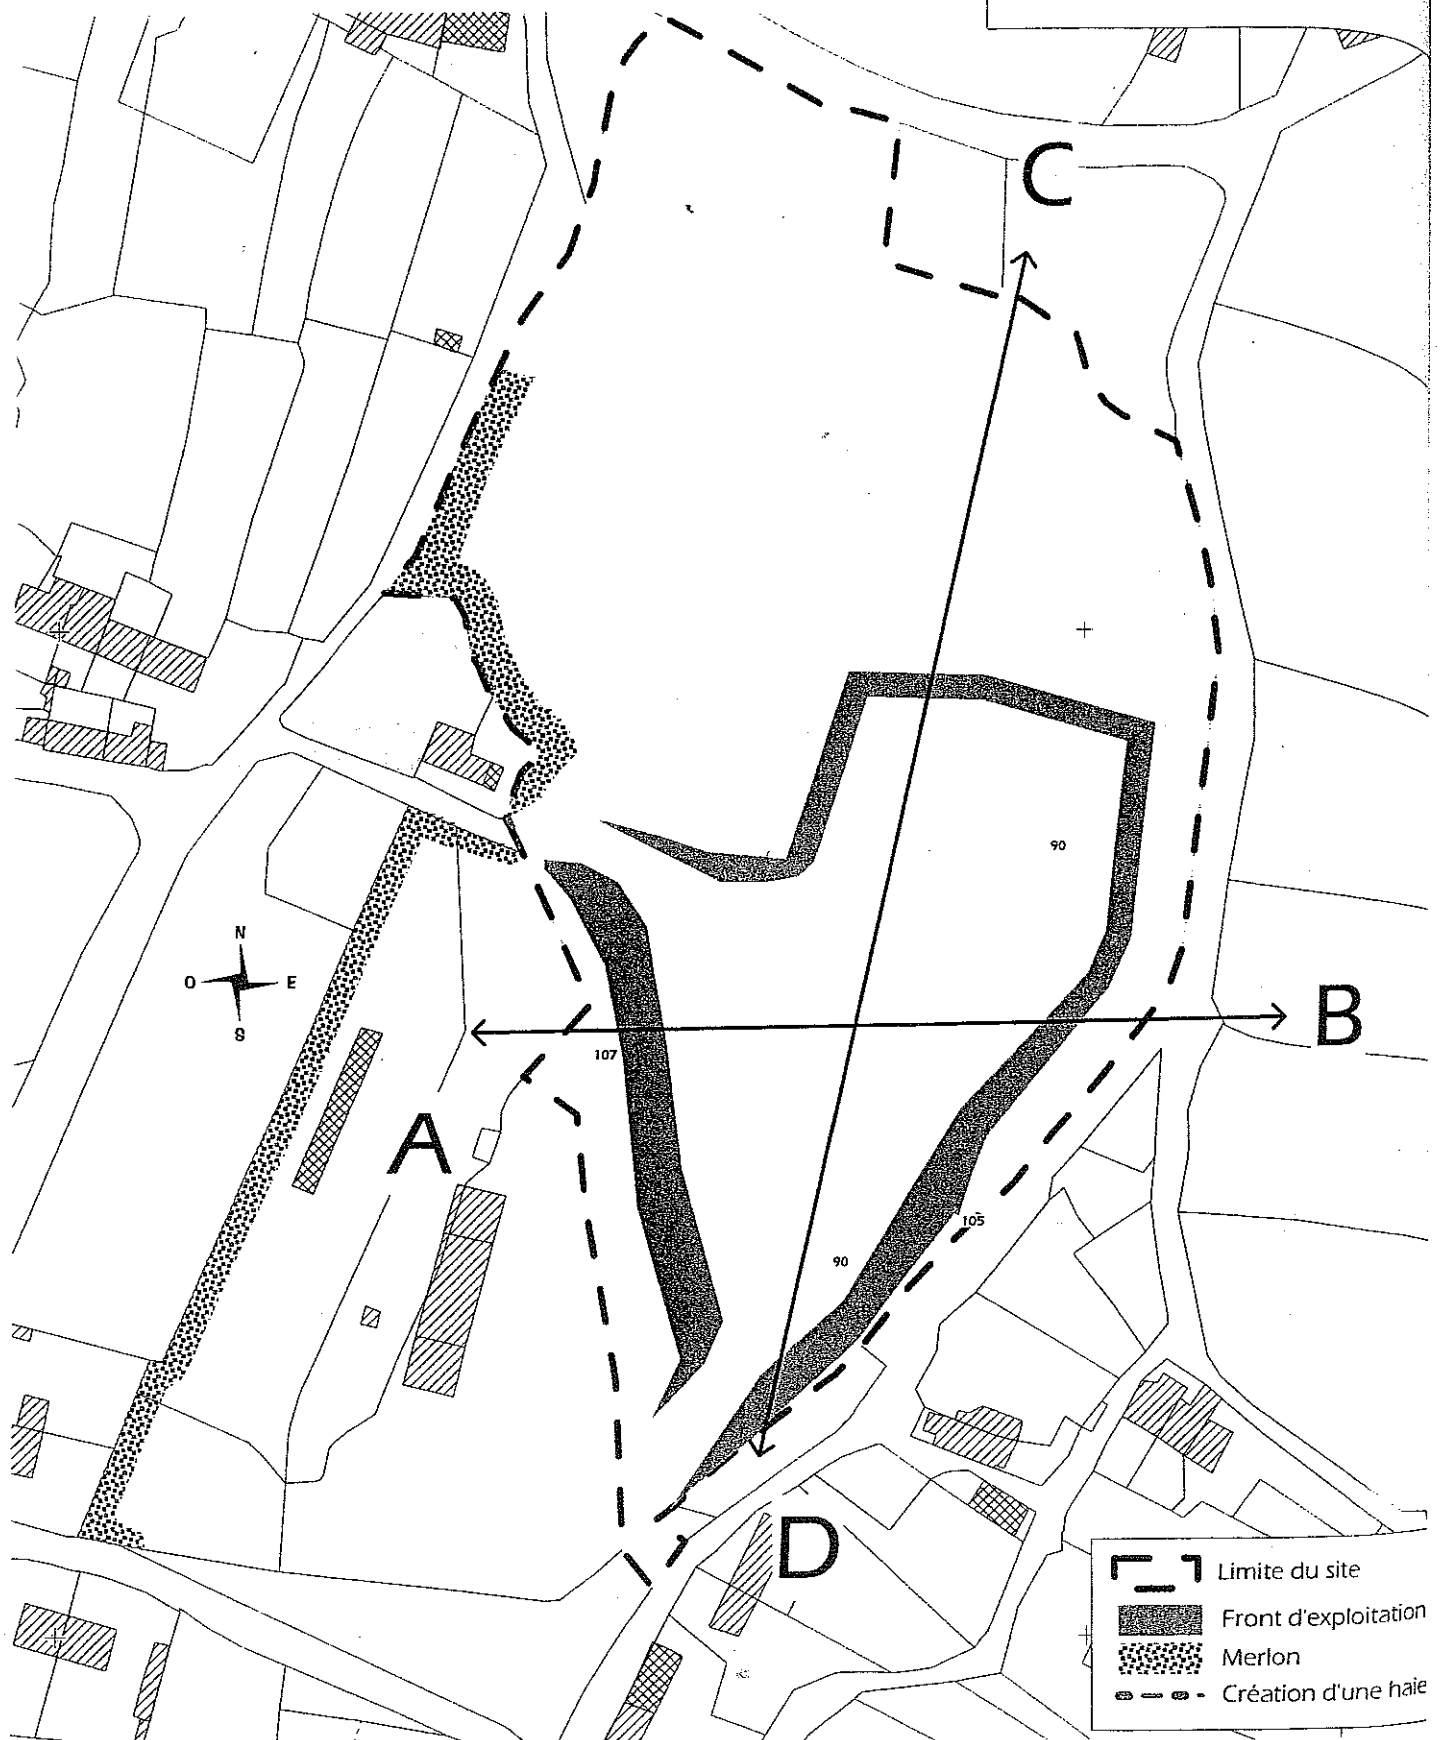 C
90
N
O E
S
B
107
A
105
90
D
Limite du site
Front d'exploitation
Merlon
Création d'une haie